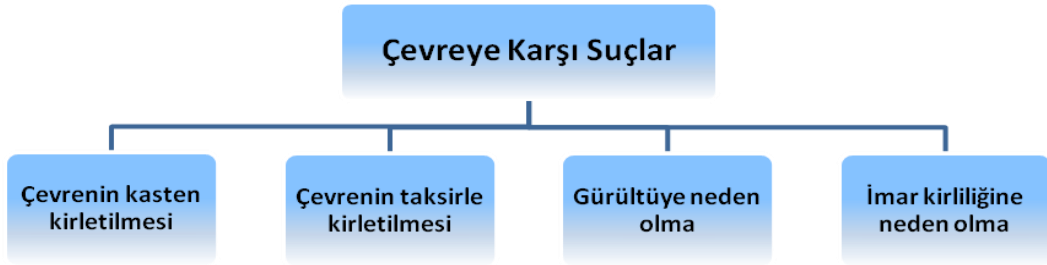 Çevreye Karşı Suçlar
Çevrenin kasten
kirletilmesi
Çevrenin taksirle
kirletilmesi
Gürültüye neden
olma
İmar kirliliğine
neden olma